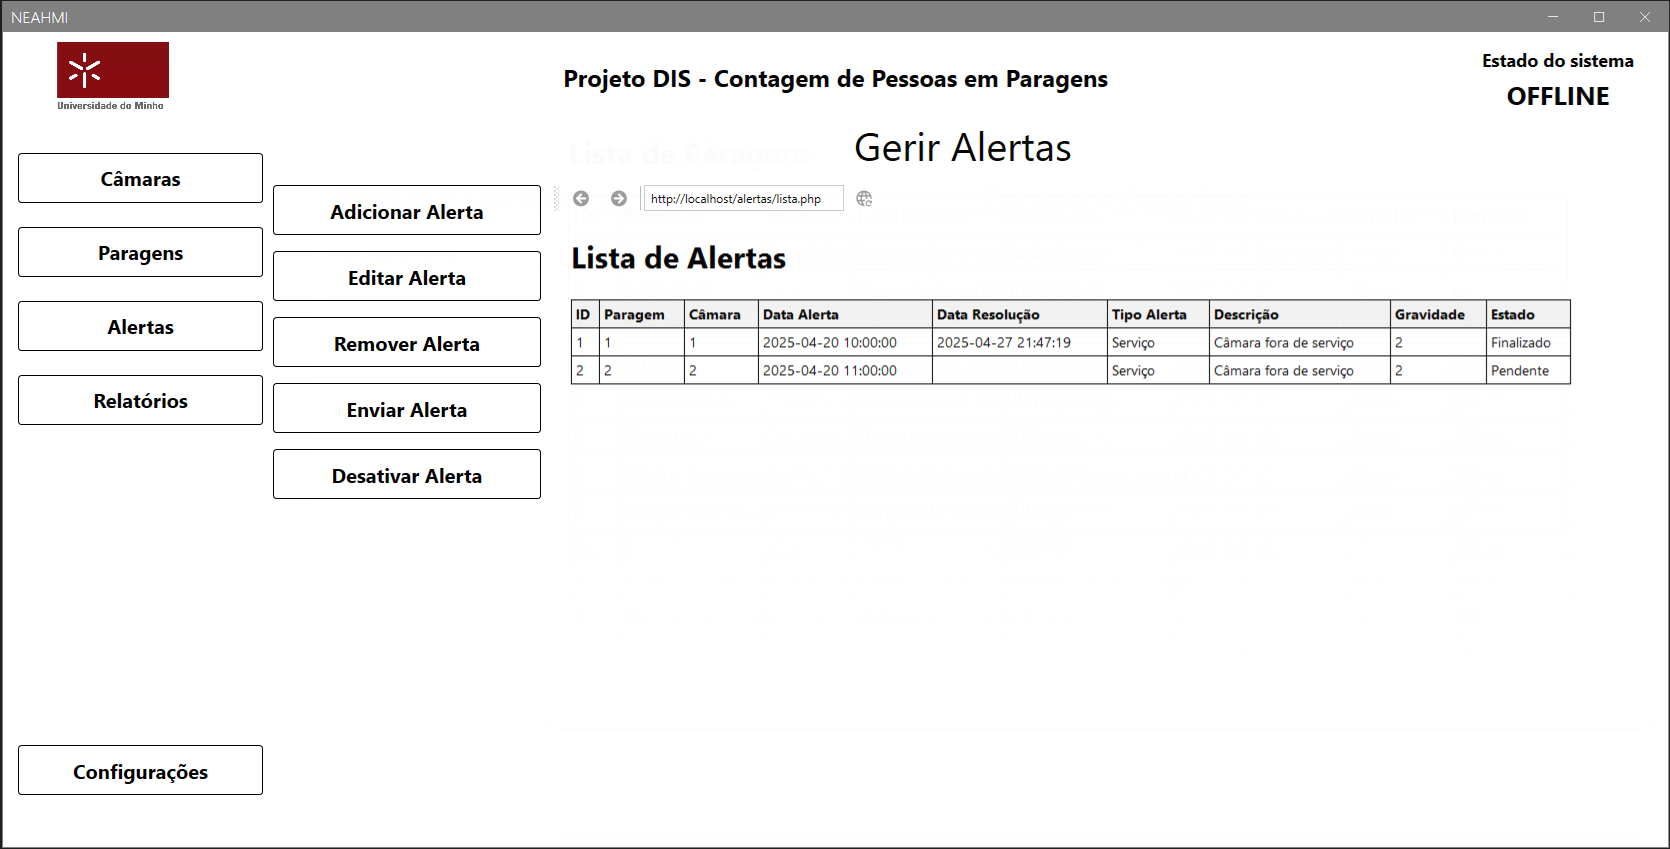 NEAHMI
Universidade do Minho
Projeto DIS - Contagem de Pessoas em Paragens
Estado do sistema
OFFLINE
Gerir Alertas
Câmaras
Paragens
Alertas
Relatórios
Configurações
Adicionar Alerta
Editar Alerta
Remover Alerta
Enviar Alerta
Desativar Alerta
Lista de Paragens
http://localhost/alertas/lista.php
Lista de Alertas
ID Paragem Câmara Data Alerta Data Resolução Tipo Alerta Descrição Gravidade Estado
1 1 1 2025-04-20 10:00:00 2025-04-27 21:47:19 Serviço Câmara fora de serviço 2 Finalizado
2 2 2 2025-04-20 11:00:00 Serviço Câmara fora de serviço 2 Pendente